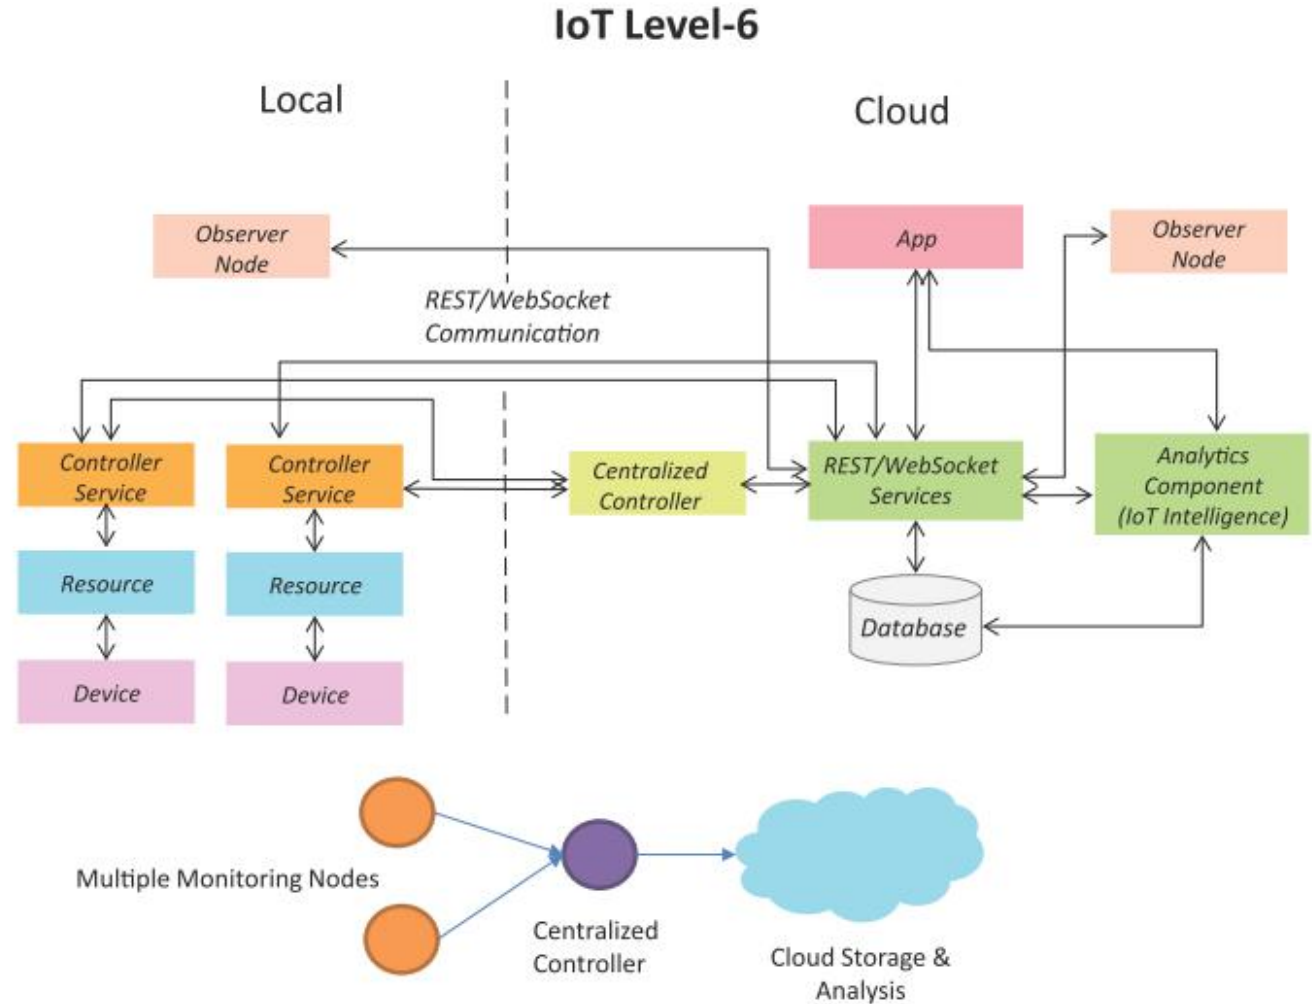 IoT Level-6
Local
Cloud
Observer
Node
App
Observer
Node
REST/WebSocket
Communication
Controller
Service
Controller
Service
Centralized
Controller
REST/WebSocket
Services
Analytics
Component
(IoT Intelligence)
Resource
Resource
Database
Device
Device
Multiple Monitoring Nodes
Centralized
Controller
Cloud Storage &
Analysis